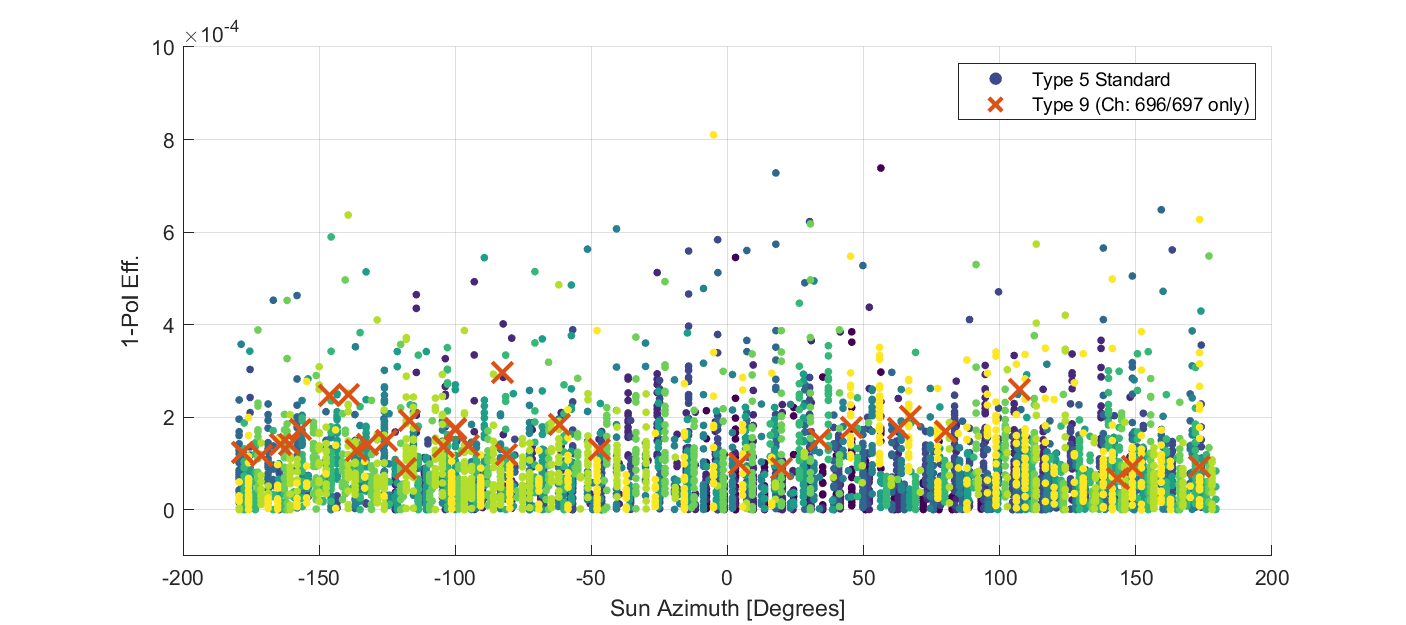 ×10-4
10
8
6
4
2
0
-200 -150 -100 -50 0 50 100 150 200
1-Pol Eff.
Sun Azimuth [Degrees]
Type 5 Standard
Type 9 (Ch: 696/697 only)